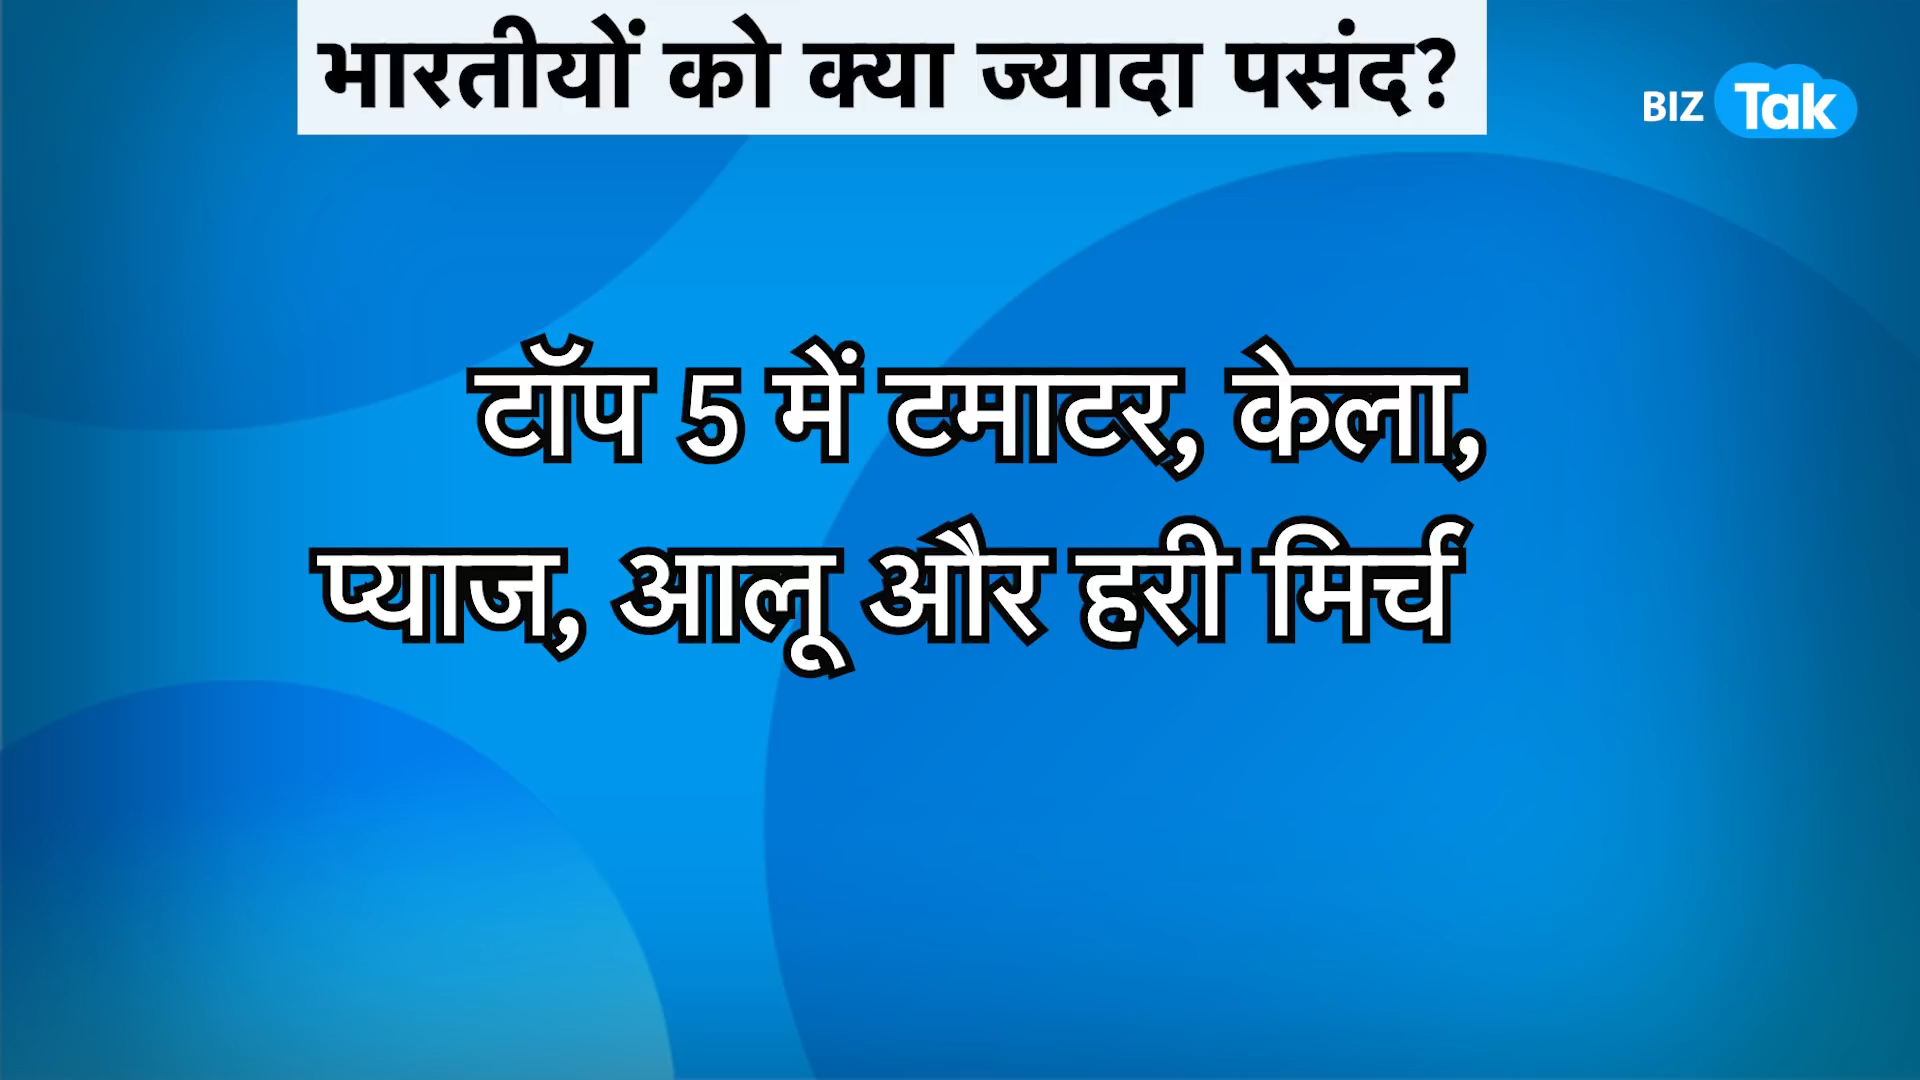 भारतीयों को क्या ज्यादा पसंद?
BIZ Tak
टॉप 5 में टमाटर, केला,
प्याज, आलू और हरी मिर्च